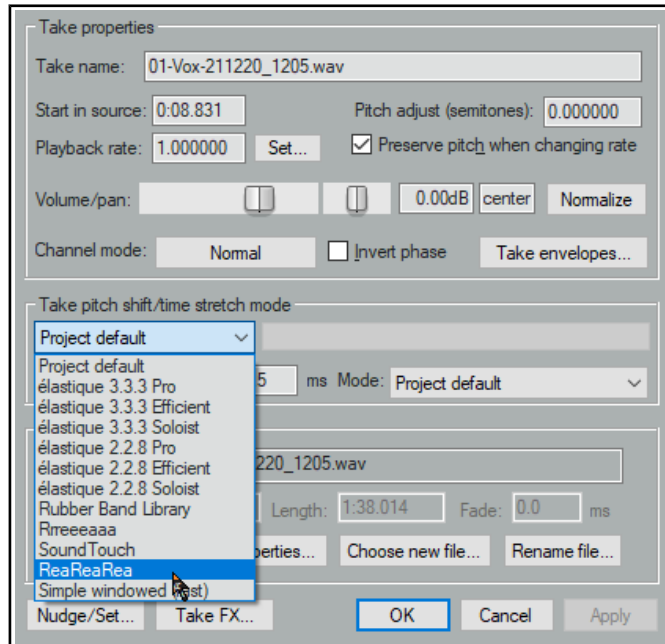 Take properties
Take name: 01-Vox-211220_1205.wav
Start in source: 0:08.831 Pitch adjust (semitones): 0.000000
Playback rate: 1.000000 Set... Preserve pitch when changing rate
Volume/pan: 0.00dB center Normalize
Channel mode: Normal Invert phase Take envelopes...
Take pitch shift/time stretch mode
Project default
Project default
élastique 3.3.3 Pro
5 ms Mode: Project default
élastique 3.3.3 Efficient
élastique 3.3.3 Soloist
élastique 2.2.8 Pro
élastique 2.2.8 Efficient
220_1205.wav
élastique 2.2.8 Soloist
Rubber Band Library
Length: 1:38.014 Fade: 0.0 ms
Rrreeeaaa
SoundTouch
perties... Choose new file... Rename file...
ReaReaRea
Simple windowed
Nudge/Set... Take FX... OK Cancel Apply